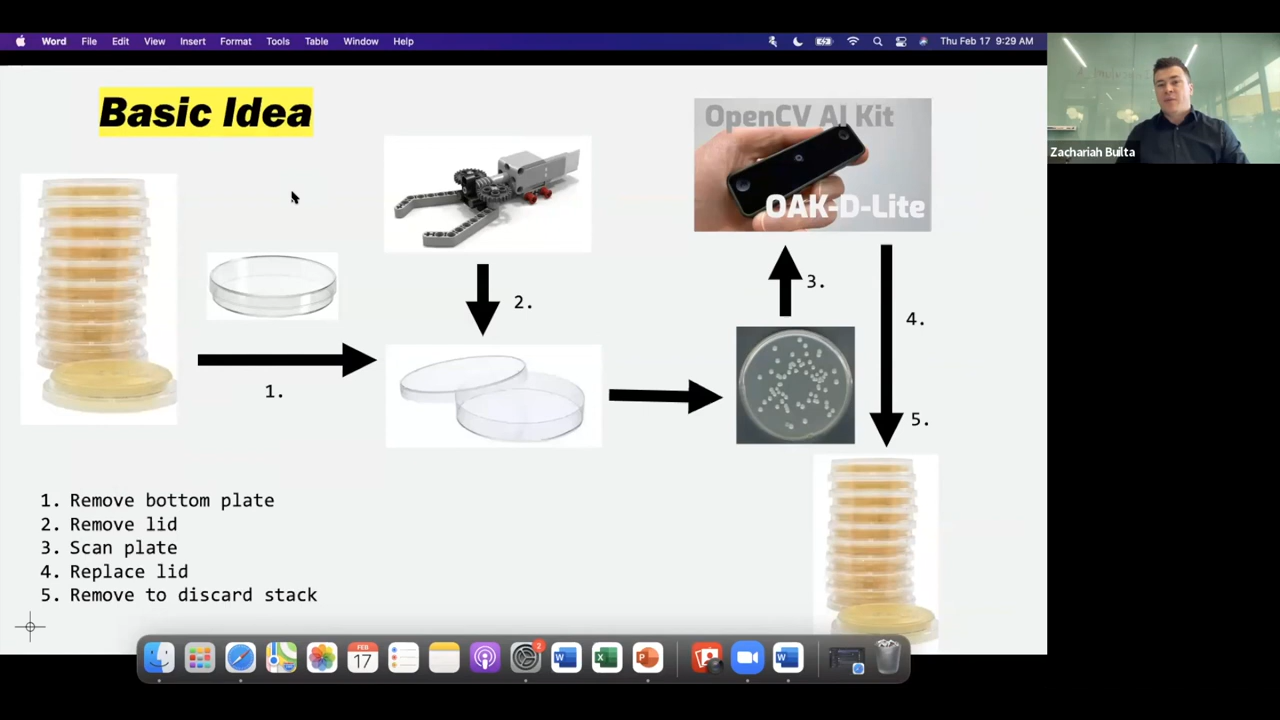 Word File Edit View Insert Format Tools Table Window Help Thu Feb 17 9:29 AM
Basic Idea
OpenCV AI Kit
OAK-D-Lite
Zachariah Builta
1.
2.
3.
4.
5.
1. Remove bottom plate
2. Remove lid
3. Scan plate
4. Replace lid
5. Remove to discard stack
FEB
17
2
W
X
P
W